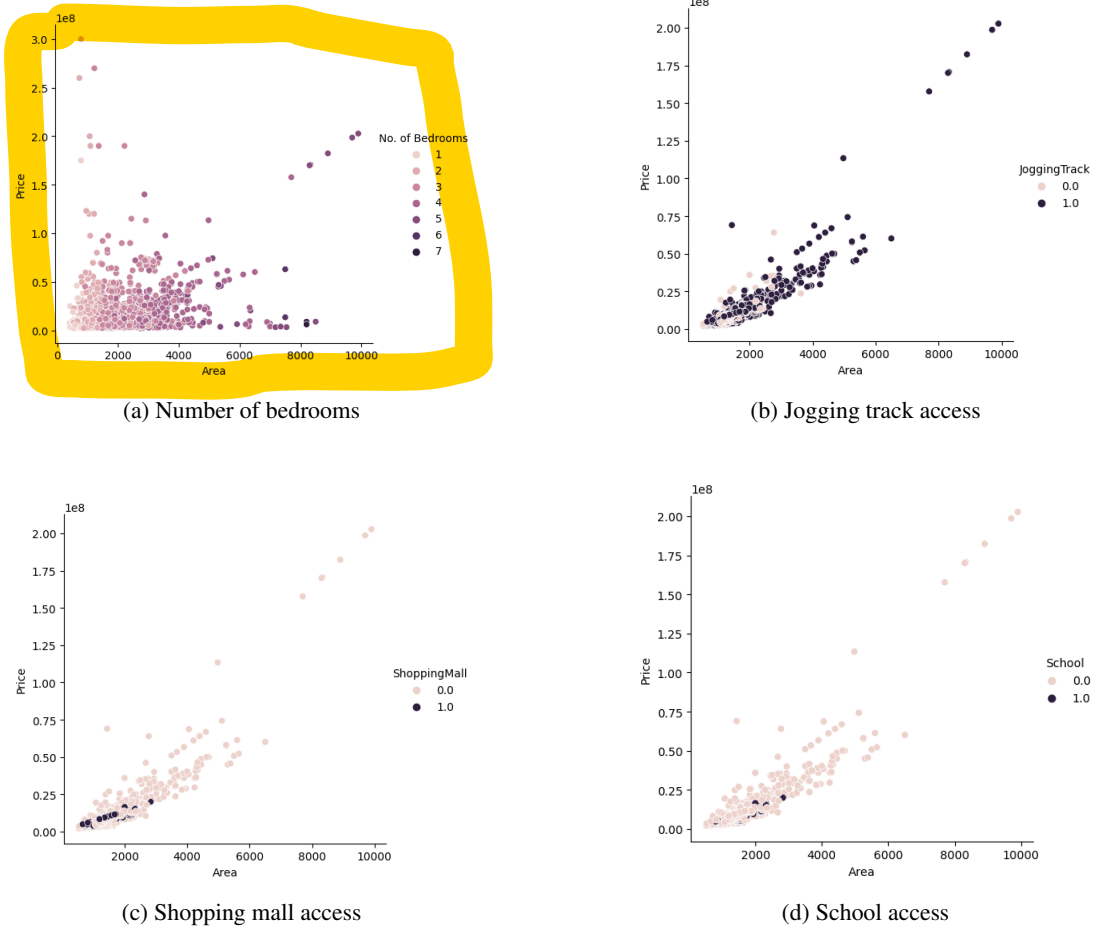 1e8
3.0
2.5
2.0
1.5
1.0
0.5
0.0
Price
0 2000 4000 6000 8000 10000
Area
No. of Bedrooms
1
2
3
4
5
6
7
(a) Number of bedrooms
1e8
2.00
1.75
1.50
1.25
1.00
0.75
0.50
0.25
0.00
Price
2000 4000 6000 8000 10000
Area
JoggingTrack
0.0
1.0
(b) Jogging track access
1e8
2.00
1.75
1.50
1.25
1.00
0.75
0.50
0.25
0.00
Price
2000 4000 6000 8000 10000
Area
ShoppingMall
0.0
1.0
(c) Shopping mall access
1e8
2.00
1.75
1.50
1.25
1.00
0.75
0.50
0.25
0.00
Price
2000 4000 6000 8000 10000
Area
School
0.0
1.0
(d) School access